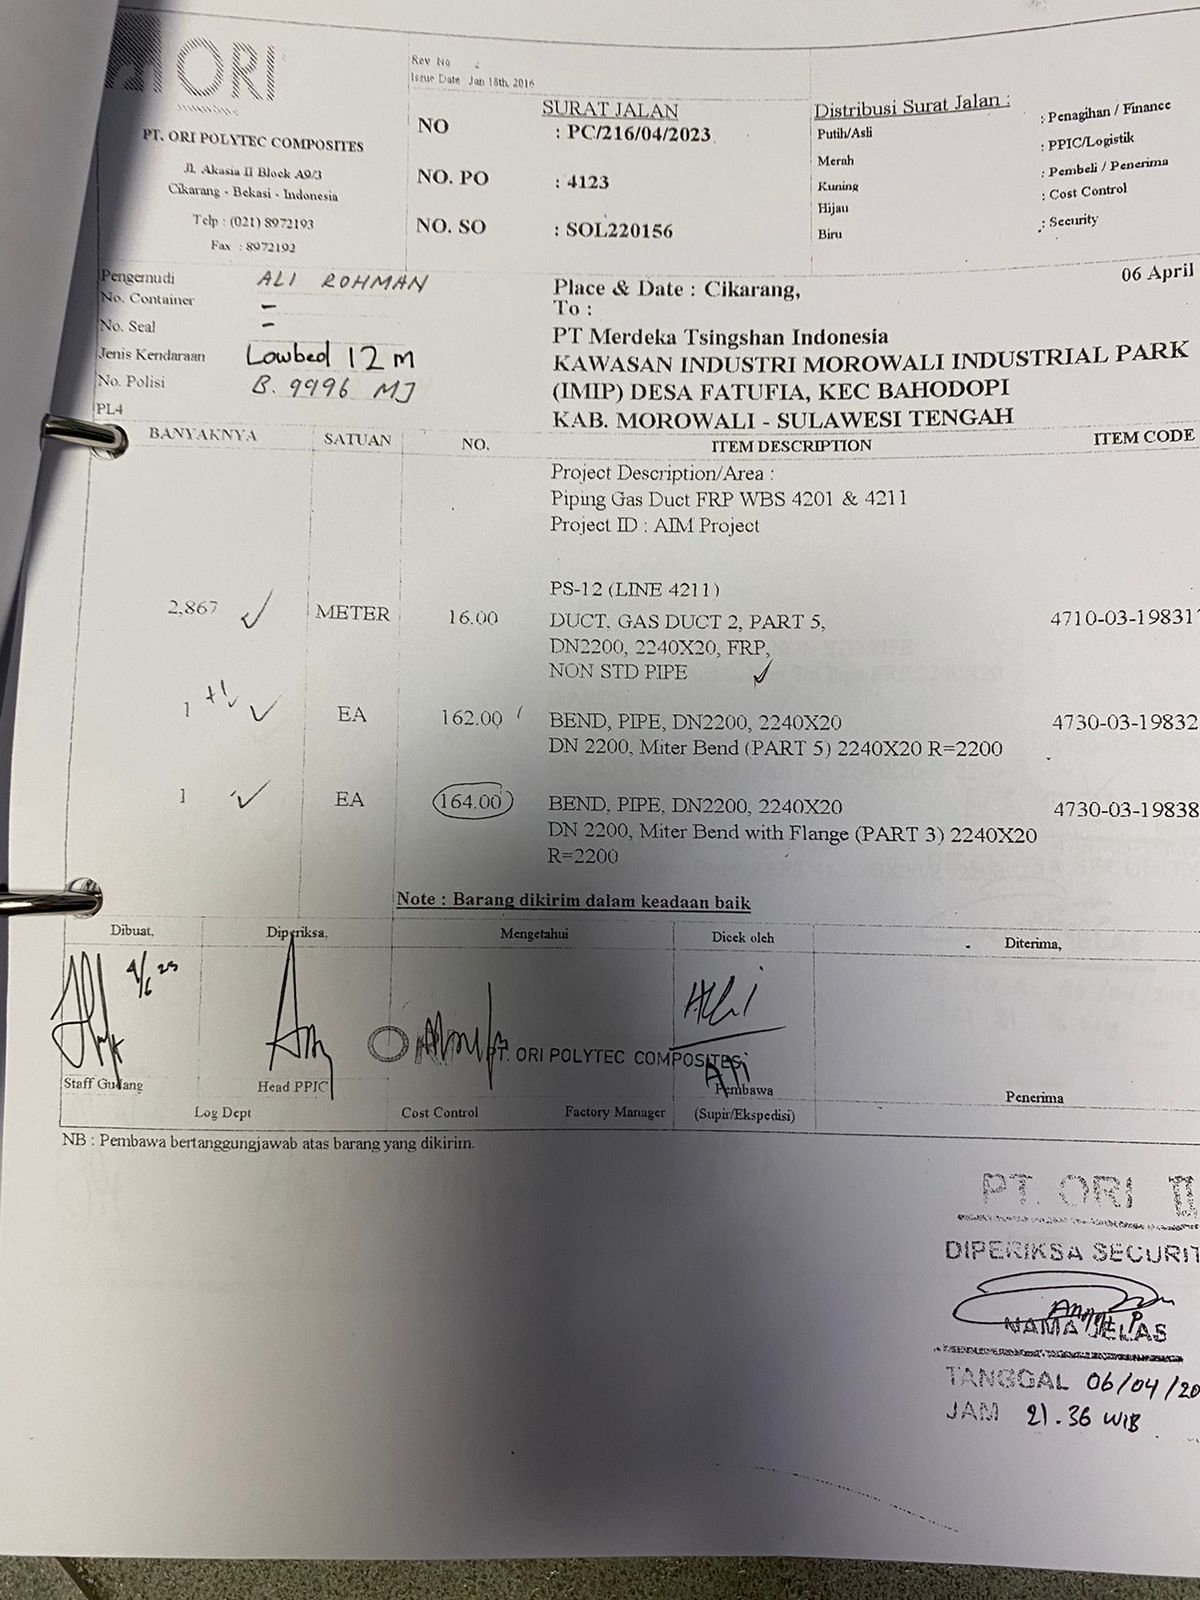 ORI
PT. ORI POLYTEC COMPOSITES
Jl. Akasia II Block A9/3
Cikarang - Bekasi - Indonesia
Telp : (021) 8972193
Fax : 8972192
Rev. No
Issue Date Jan 18th, 2016
SURAT JALAN
NO : PC/216/04/2023
NO. PO : 4123
NO. SO : SOL220156
Distribusi Surat Jalan :
Putih/Asli : Penagihan / Finance
Merah : PPIC/Logistik
Kuning : Pembeli / Penerima
Hijau : Cost Control
Biru : Security
Pengemudi ALI ROHMAN
No. Container -
No. Seal -
Jenis Kendaraan Lowbed 12 M
No. Polisi B. 9996 MJ
PL4
Place & Date : Cikarang, 06 April
To :
PT Merdeka Tsingshan Indonesia
KAWASAN INDUSTRI MOROWALI INDUSTRIAL PARK
(IMIP) DESA FATUFIA, KEC BAHODOPI
KAB. MOROWALI - SULAWESI TENGAH
BANYAKNYA SATUAN NO. ITEM DESCRIPTION ITEM CODE
Project Description/Area :
Piping Gas Duct FRP WBS 4201 & 4211
Project ID : AIM Project
PS-12 (LINE 4211)
2,867 METER 16.00 DUCT, GAS DUCT 2, PART 5, 4710-03-19831
DN2200, 2240X20, FRP,
NON STD PIPE
1 +1 EA 162.00 BEND, PIPE, DN2200, 2240X20 4730-03-19832
DN 2200, Miter Bend (PART 5) 2240X20 R=2200
1 EA 164.00 BEND, PIPE, DN2200, 2240X20 4730-03-19838
DN 2200, Miter Bend with Flange (PART 3) 2240X20
R=2200
Note : Barang dikirim dalam keadaan baik
Dibuat, Diperiksa, Mengetahui Dicek oleh Diterima,
PT. ORI POLYTEC COMPOSITES
Ali
Staff Gudang Head PPIC Pembawa Penerima
Log Dept Cost Control Factory Manager (Supir/Ekspedisi)
NB : Pembawa bertanggungjawab atas barang yang dikirim.
PT. ORI
DIPERIKSA SECURIT
NAMA JELAS
TANGGAL 06/04/20
JAM 21.36 WIB